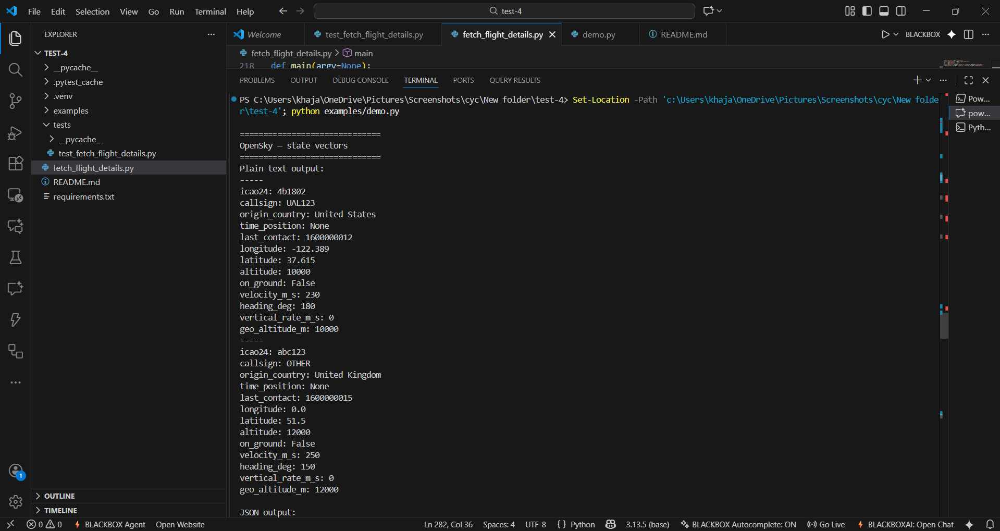 File Edit Selection View Go Run Terminal Help
test-4
EXPLORER
TEST-4
__pycache__
.pytest_cache
.venv
examples
tests
__pycache__
test_fetch_flight_details.py
fetch_flight_details.py
README.md
requirements.txt
OUTLINE
TIMELINE
Welcome test_fetch_flight_details.py fetch_flight_details.py demo.py README.md BLACKBOX
fetch_flight_details.py > main
218 def main(argv=None):
PROBLEMS OUTPUT DEBUG CONSOLE TERMINAL PORTS QUERY RESULTS
PS C:\Users\khaja\OneDrive\Pictures\Screenshots\cyc\New folder\test-4> Set-Location -Path 'c:\Users\khaja\OneDrive\Pictures\Screenshots\cyc\New folde
r\test-4'; python examples/demo.py
==============================
OpenSky — state vectors
==============================
Plain text output:
-----
icao24: 4b1802
callsign: UAL123
origin_country: United States
time_position: None
last_contact: 1600000012
longitude: -122.389
latitude: 37.615
altitude: 10000
on_ground: False
velocity_m_s: 230
heading_deg: 180
vertical_rate_m_s: 0
geo_altitude_m: 10000
-----
icao24: abc123
callsign: OTHER
origin_country: United Kingdom
time_position: None
last_contact: 1600000015
longitude: 0.0
latitude: 51.5
altitude: 12000
on_ground: False
velocity_m_s: 250
heading_deg: 150
vertical_rate_m_s: 0
geo_altitude_m: 12000
JSON output:
Pow...
pow...
Pyth...
1
0 0 BLACKBOX Agent Open Website Ln 282, Col 36 Spaces: 4 UTF-8 { } Python 3.13.5 (base) BLACKBOX Autocomplete: ON Go Live BLACKBOXAI: Open Chat